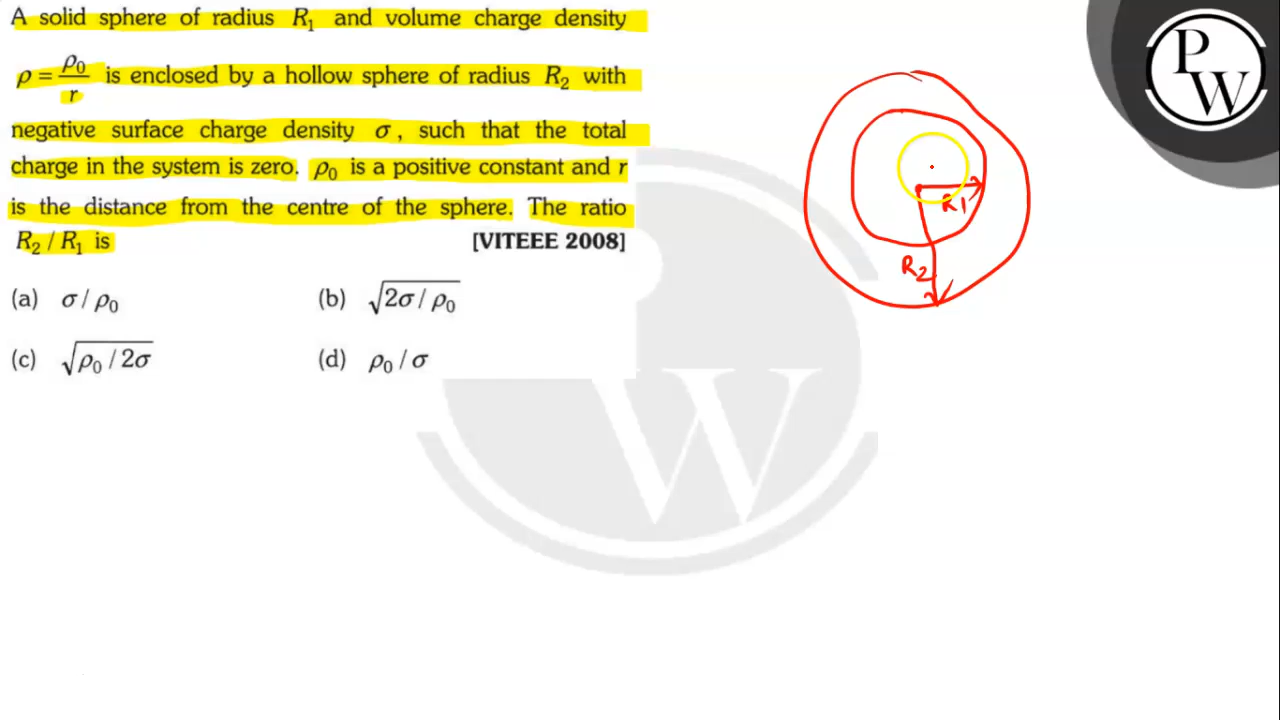 A solid sphere of radius R₁ and volume charge density
ρ = ρ₀/r is enclosed by a hollow sphere of radius R₂ with
negative surface charge density σ, such that the total
charge in the system is zero. ρ₀ is a positive constant and r
is the distance from the centre of the sphere. The ratio
R₂ / R₁ is [VITEEE 2008]
(a) σ / ρ₀ (b) √(2σ / ρ₀)
(c) √(ρ₀ / 2σ) (d) ρ₀ / σ
R₁
R₂
P
W
W